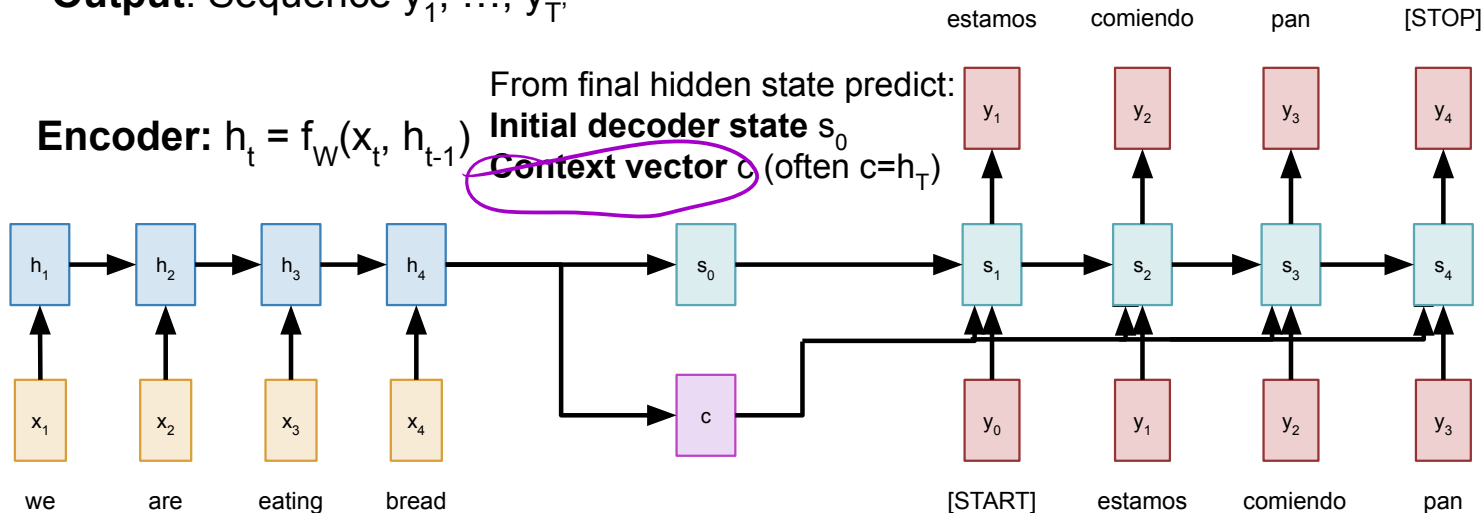 Output: Sequence y1, …, yT'
estamos comiendo pan [STOP]
From final hidden state predict:
Encoder: ht = fW(xt, ht-1) Initial decoder state s0
Context vector c (often c=hT)
y1 y2 y3 y4
h1 h2 h3 h4 s0 s1 s2 s3 s4
x1 x2 x3 x4 c y0 y1 y2 y3
we are eating bread [START] estamos comiendo pan